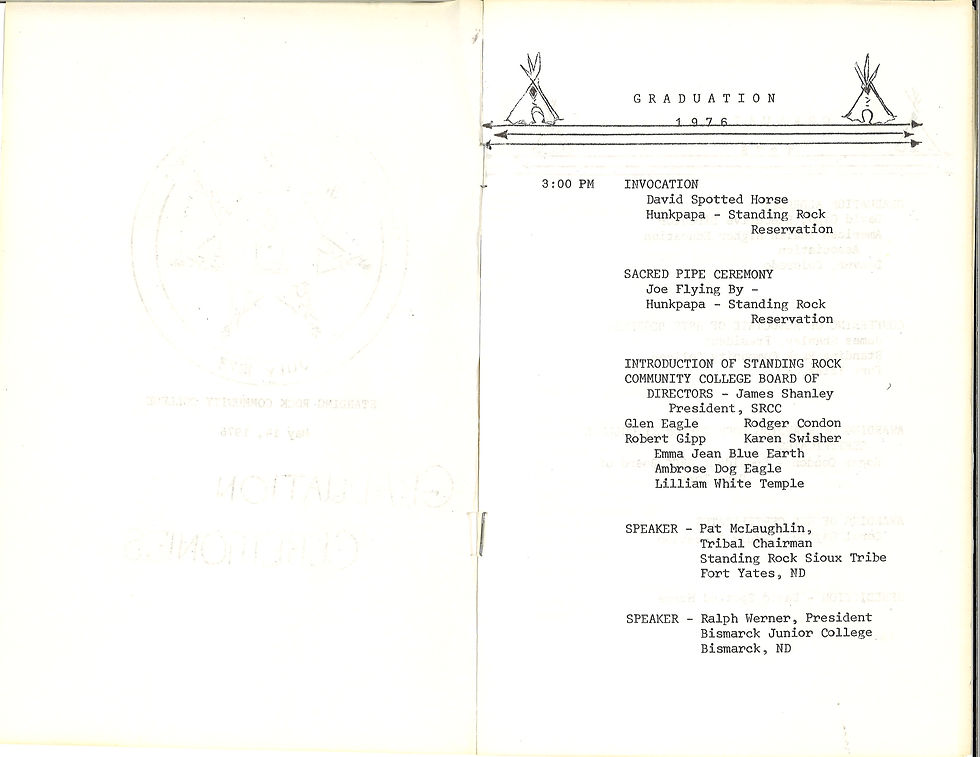 GRADUATION
1976
3:00 PM INVOCATION
David Spotted Horse
Hunkpapa - Standing Rock
Reservation
SACRED PIPE CEREMONY
Joe Flying By -
Hunkpapa - Standing Rock
Reservation
INTRODUCTION OF STANDING ROCK
COMMUNITY COLLEGE BOARD OF
DIRECTORS - James Shanley
President, SRCC
Glen Eagle Rodger Condon
Robert Gipp Karen Swisher
Emma Jean Blue Earth
Ambrose Dog Eagle
Lilliam White Temple
SPEAKER - Pat McLaughlin,
Tribal Chairman
Standing Rock Sioux Tribe
Fort Yates, ND
SPEAKER - Ralph Werner, President
Bismarck Junior College
Bismarck, ND